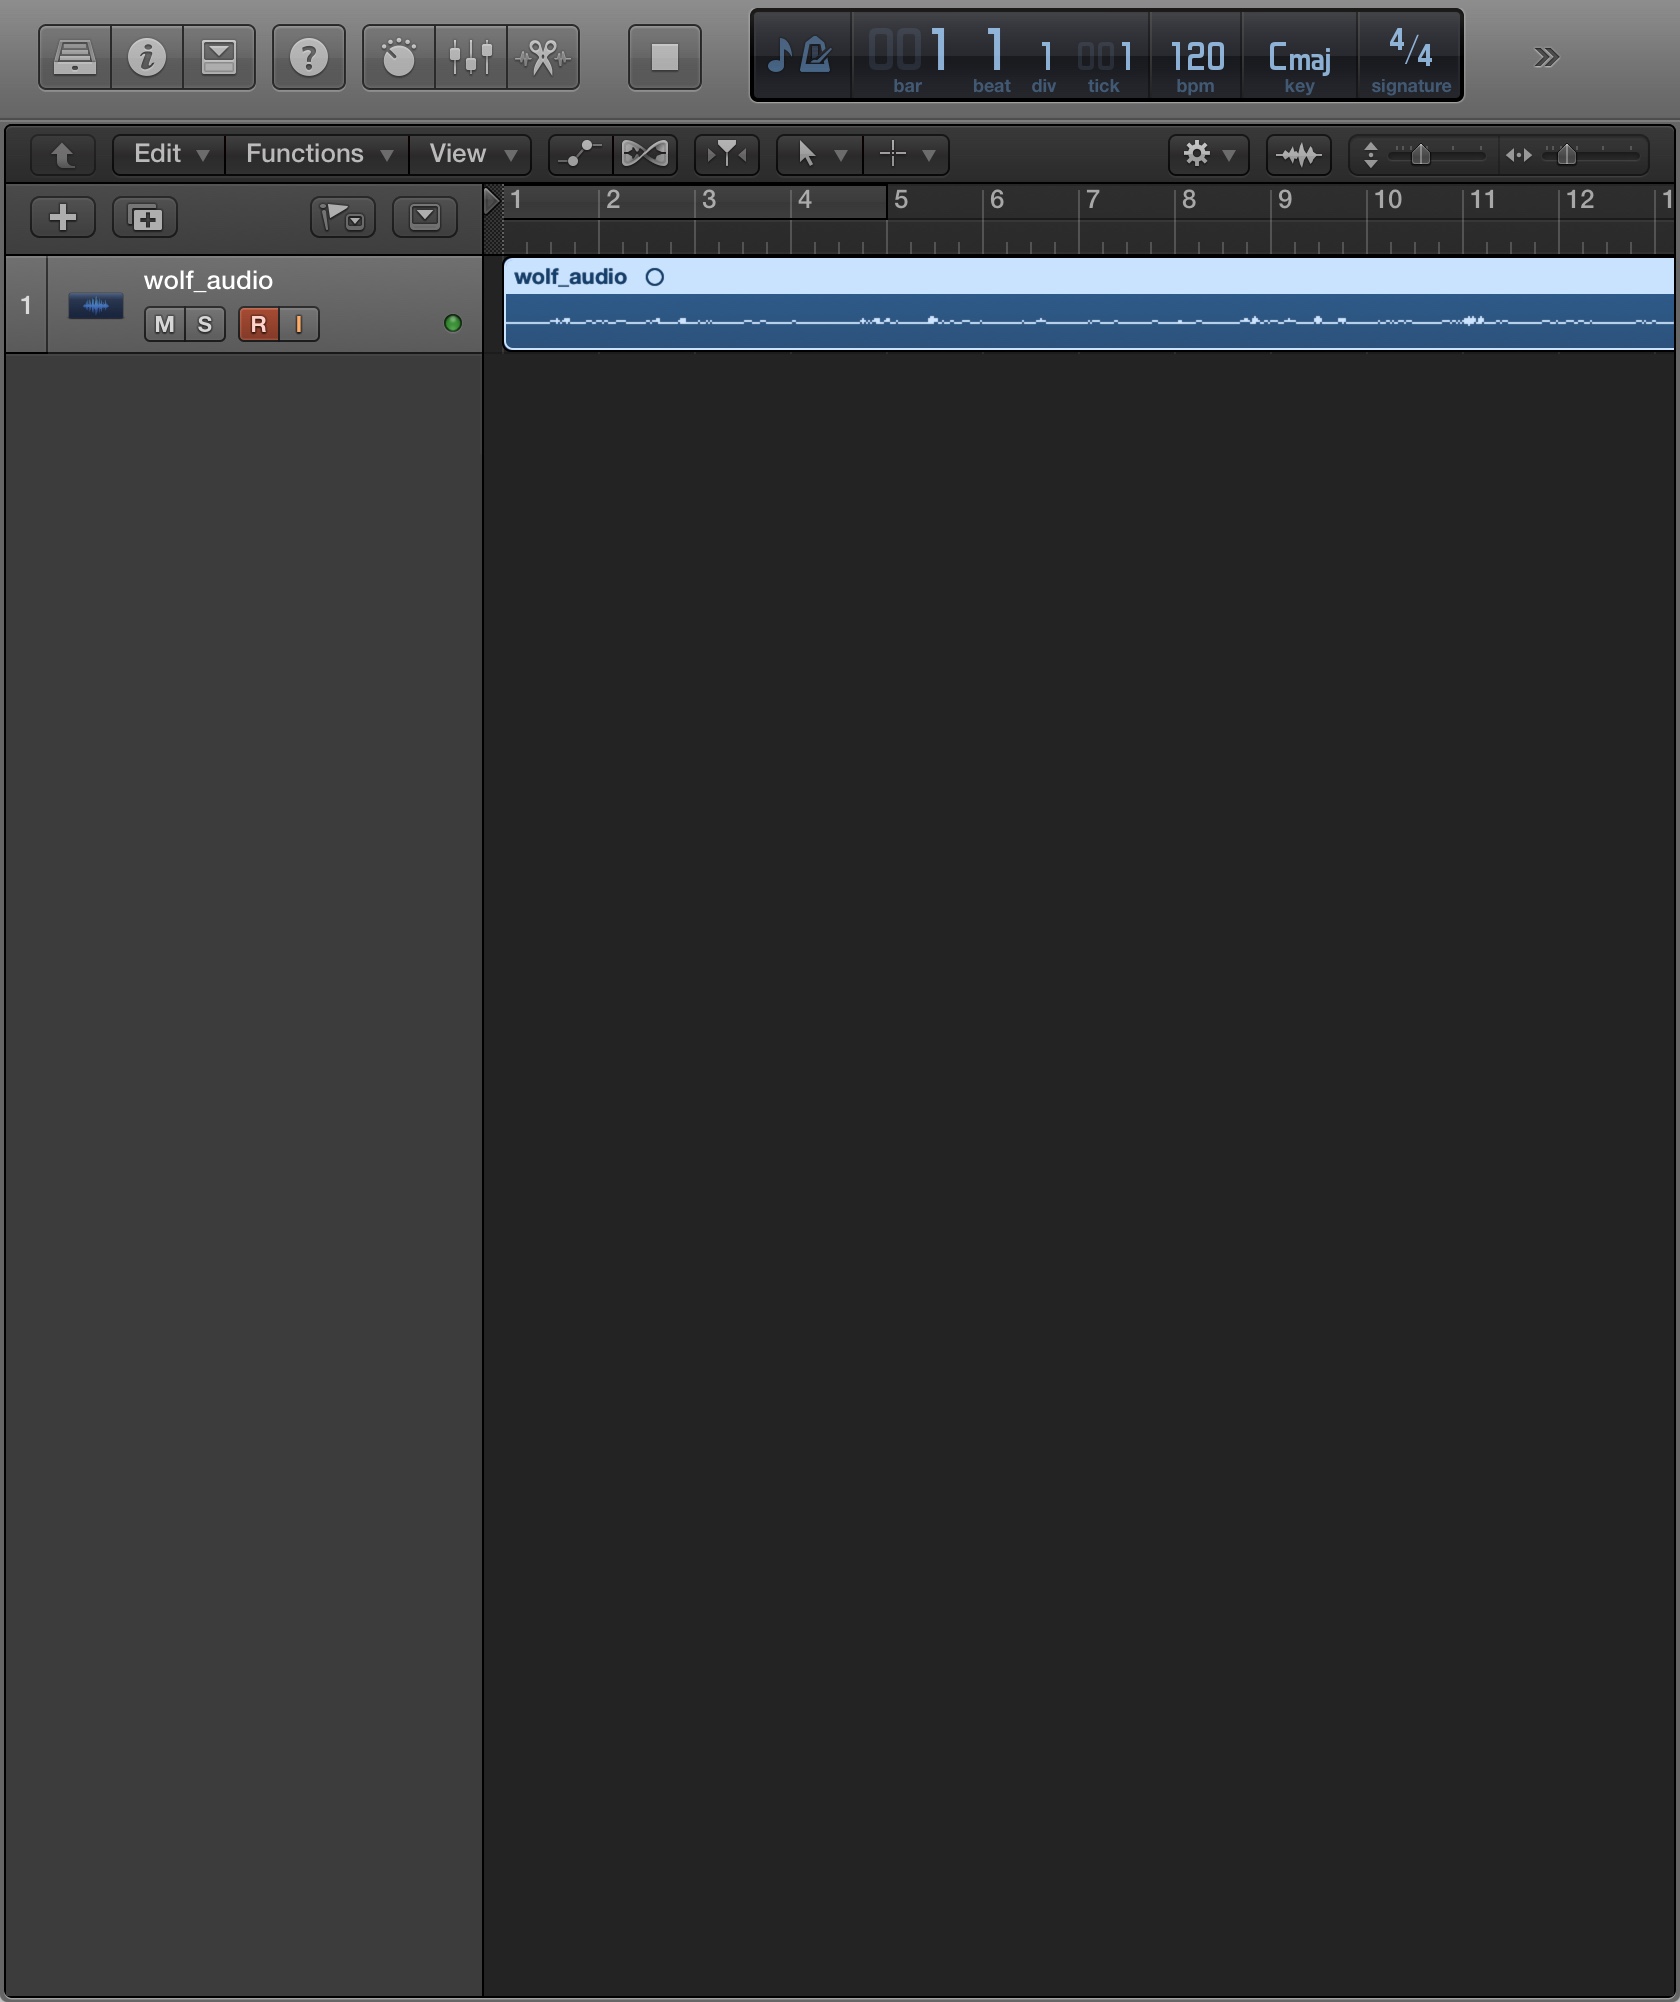 001 1 1 001 120 Cmaj 4/4
bar beat div tick bpm key signature
Edit Functions View
1 2 3 4 5 6 7 8 9 10 11 12 1
1 wolf_audio
M S R I
wolf_audio